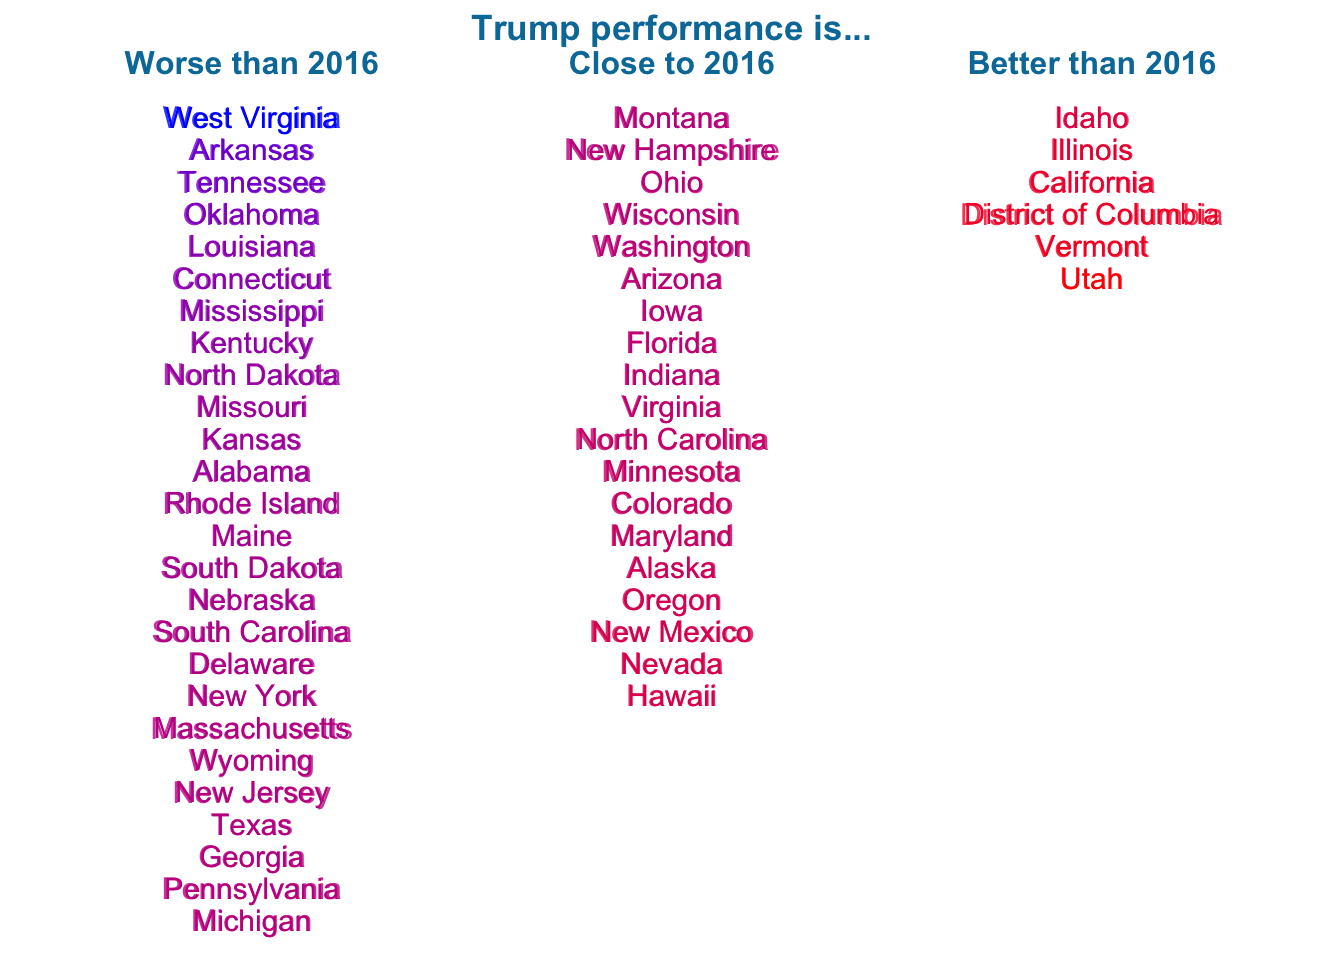 Trump performance is...
Worse than 2016 Close to 2016 Better than 2016
West Virginia Montana Idaho
Arkansas New Hampshire Illinois
Tennessee Ohio California
Oklahoma Wisconsin District of Columbia
Louisiana Washington Vermont
Connecticut Arizona Utah
Mississippi Iowa
Kentucky Florida
North Dakota Indiana
Missouri Virginia
Kansas North Carolina
Alabama Minnesota
Rhode Island Colorado
Maine Maryland
South Dakota Alaska
Nebraska Oregon
South Carolina New Mexico
Delaware Nevada
New York Hawaii
Massachusetts
Wyoming
New Jersey
Texas
Georgia
Pennsylvania
Michigan